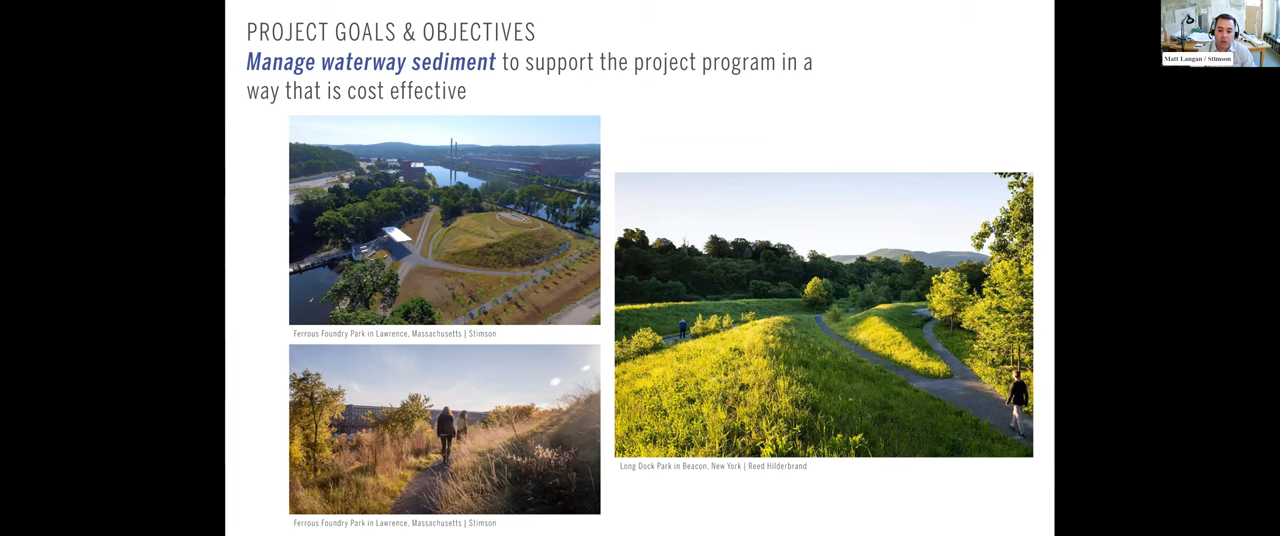 PROJECT GOALS & OBJECTIVES
Manage waterway sediment to support the project program in a
way that is cost effective
Ferrous Foundry Park in Lawrence, Massachusetts | Stimson
Ferrous Foundry Park in Lawrence, Massachusetts | Stimson
Long Dock Park in Beacon, New York | Reed Hilderbrand
Matt Langan / Stimson